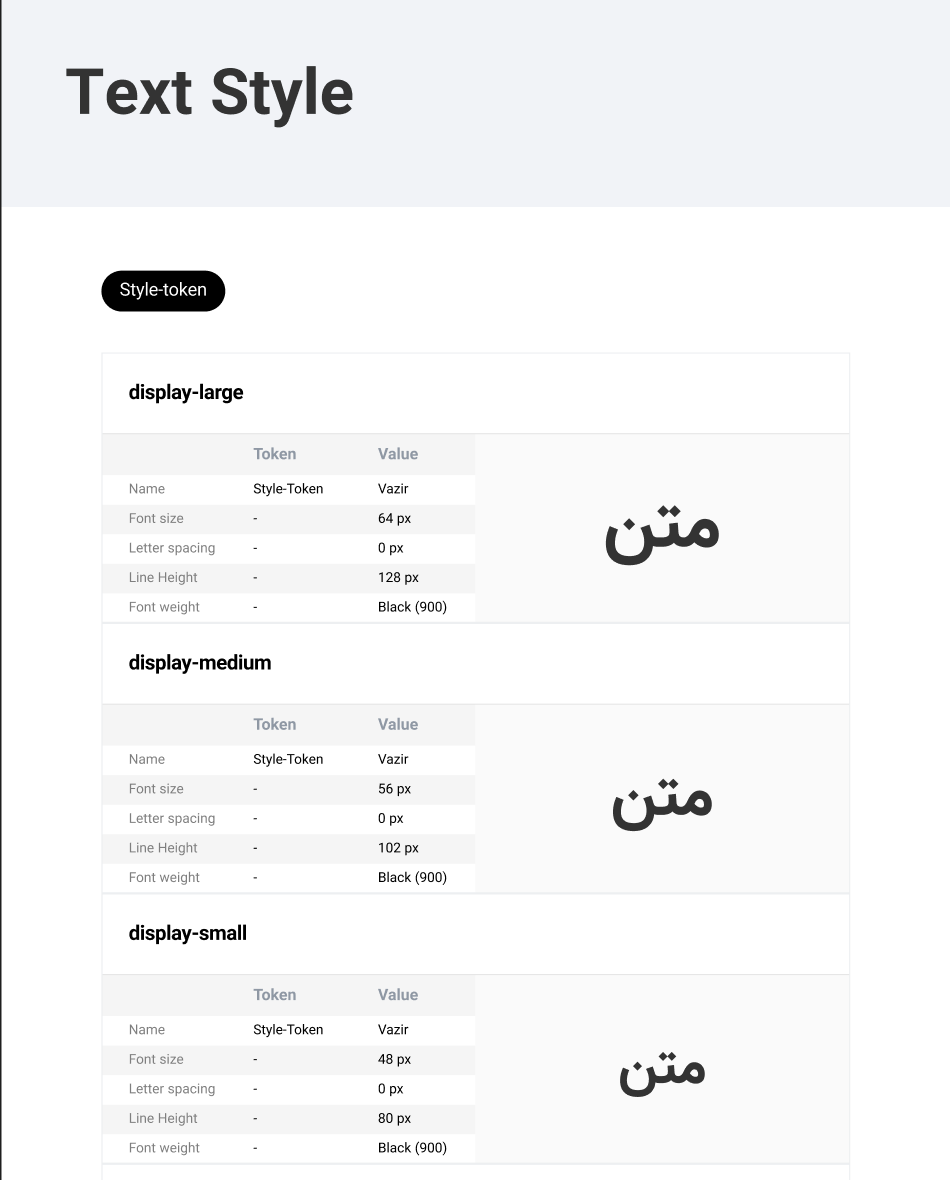 Text Style
Style-token
display-large
Token Value
Name Style-Token Vazir
Font size - 64 px
Letter spacing - 0 px
Line Height - 128 px
Font weight - Black (900)
متن
display-medium
Token Value
Name Style-Token Vazir
Font size - 56 px
Letter spacing - 0 px
Line Height - 102 px
Font weight - Black (900)
متن
display-small
Token Value
Name Style-Token Vazir
Font size - 48 px
Letter spacing - 0 px
Line Height - 80 px
Font weight - Black (900)
متن